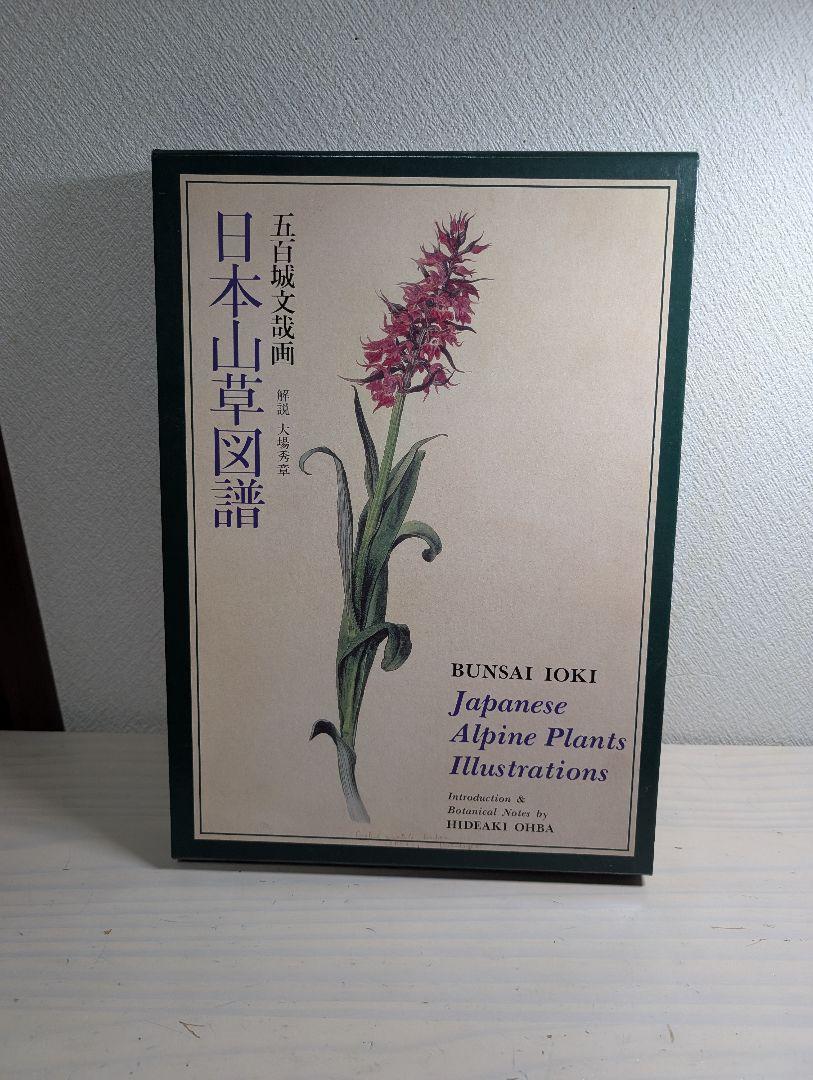 五百城文哉画
日本山草図譜
解説 大場秀章
BUNSAI IOKI
Japanese
Alpine Plants
Illustrations
Introduction &
Botanical Notes by
HIDEAKI OHBA